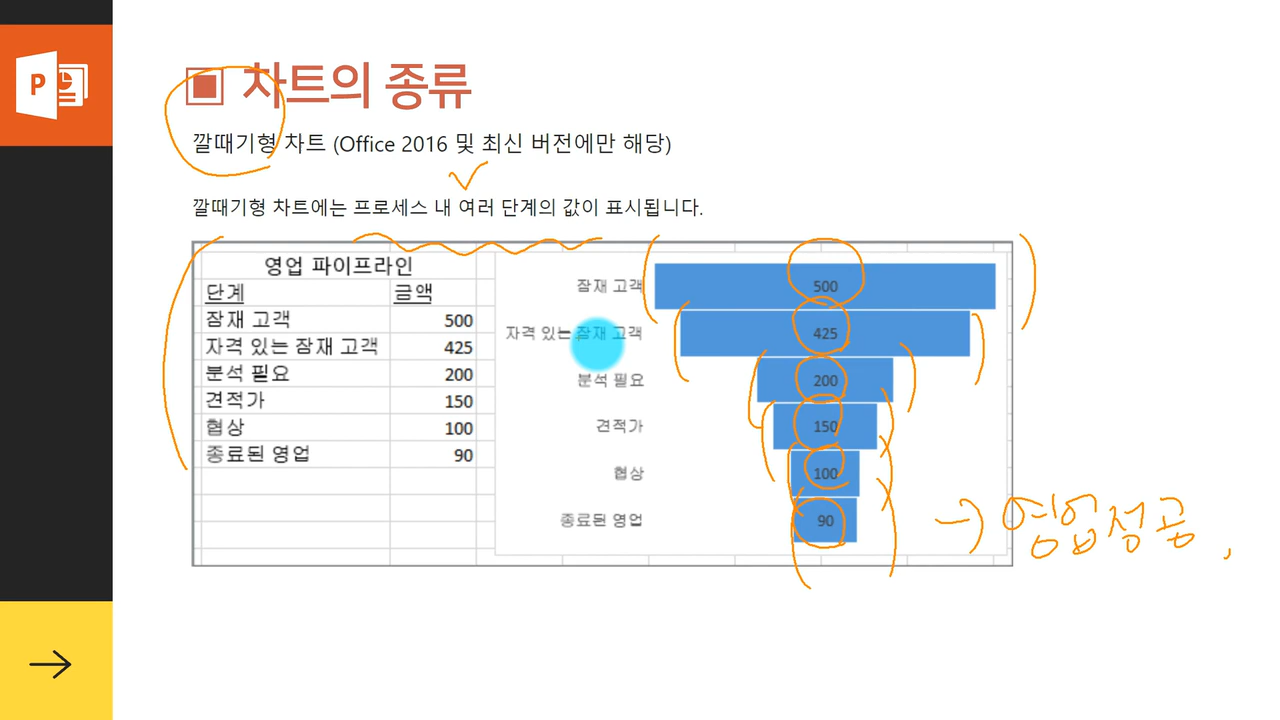 P
차트의 종류
깔때기형 차트 (Office 2016 및 최신 버전에만 해당)
깔때기형 차트에는 프로세스 내 여러 단계의 값이 표시됩니다.
영업 파이프라인
단계 금액
잠재 고객 500
자격 있는 잠재 고객 425
분석 필요 200
견적가 150
협상 100
종료된 영업 90
잠재 고객 500
자격 있는 잠재 고객 425
분석 필요 200
견적가 150
협상 100
종료된 영업 90
→ 영업성공